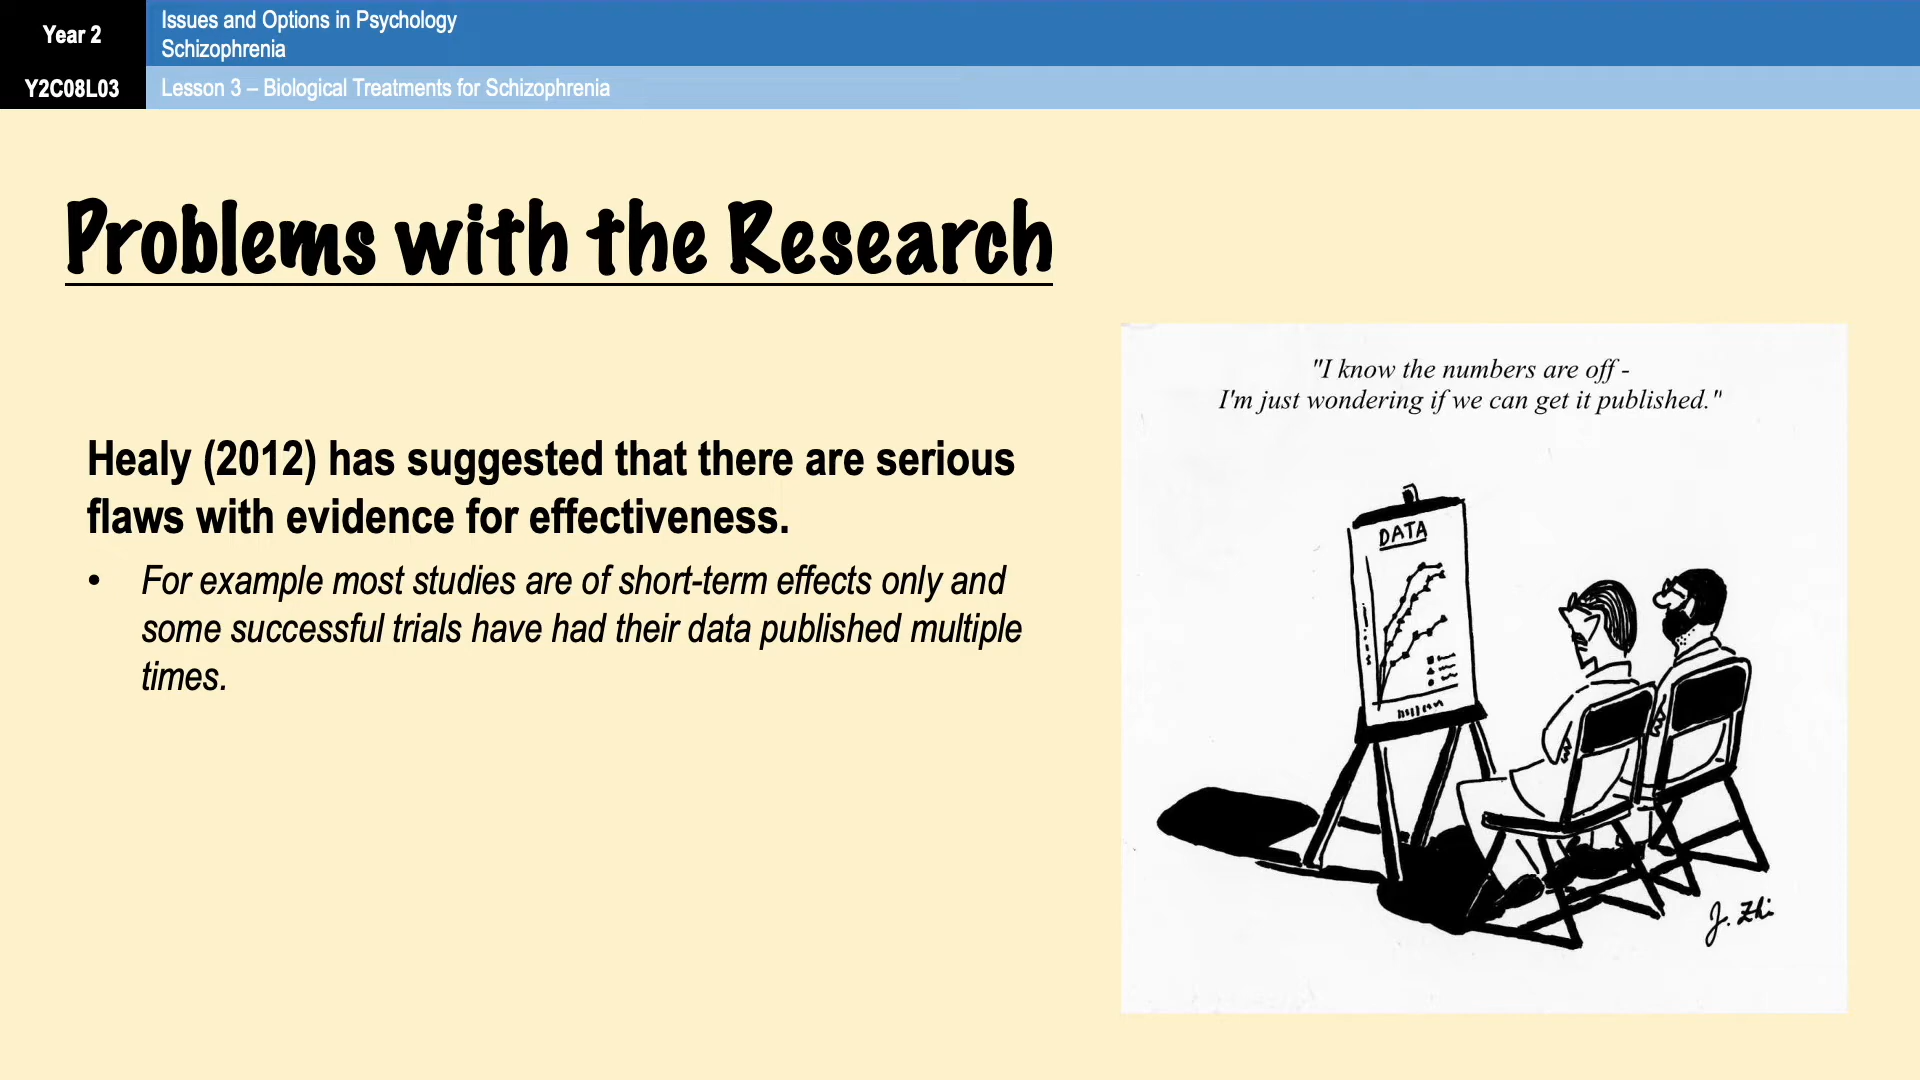 Year 2
Issues and Options in Psychology
Schizophrenia
Y2C08L03
Lesson 3 – Biological Treatments for Schizophrenia
Problems with the Research
Healy (2012) has suggested that there are serious
flaws with evidence for effectiveness.
• For example most studies are of short-term effects only and
some successful trials have had their data published multiple
times.
"I know the numbers are off -
I'm just wondering if we can get it published."
DATA
J. Zhi